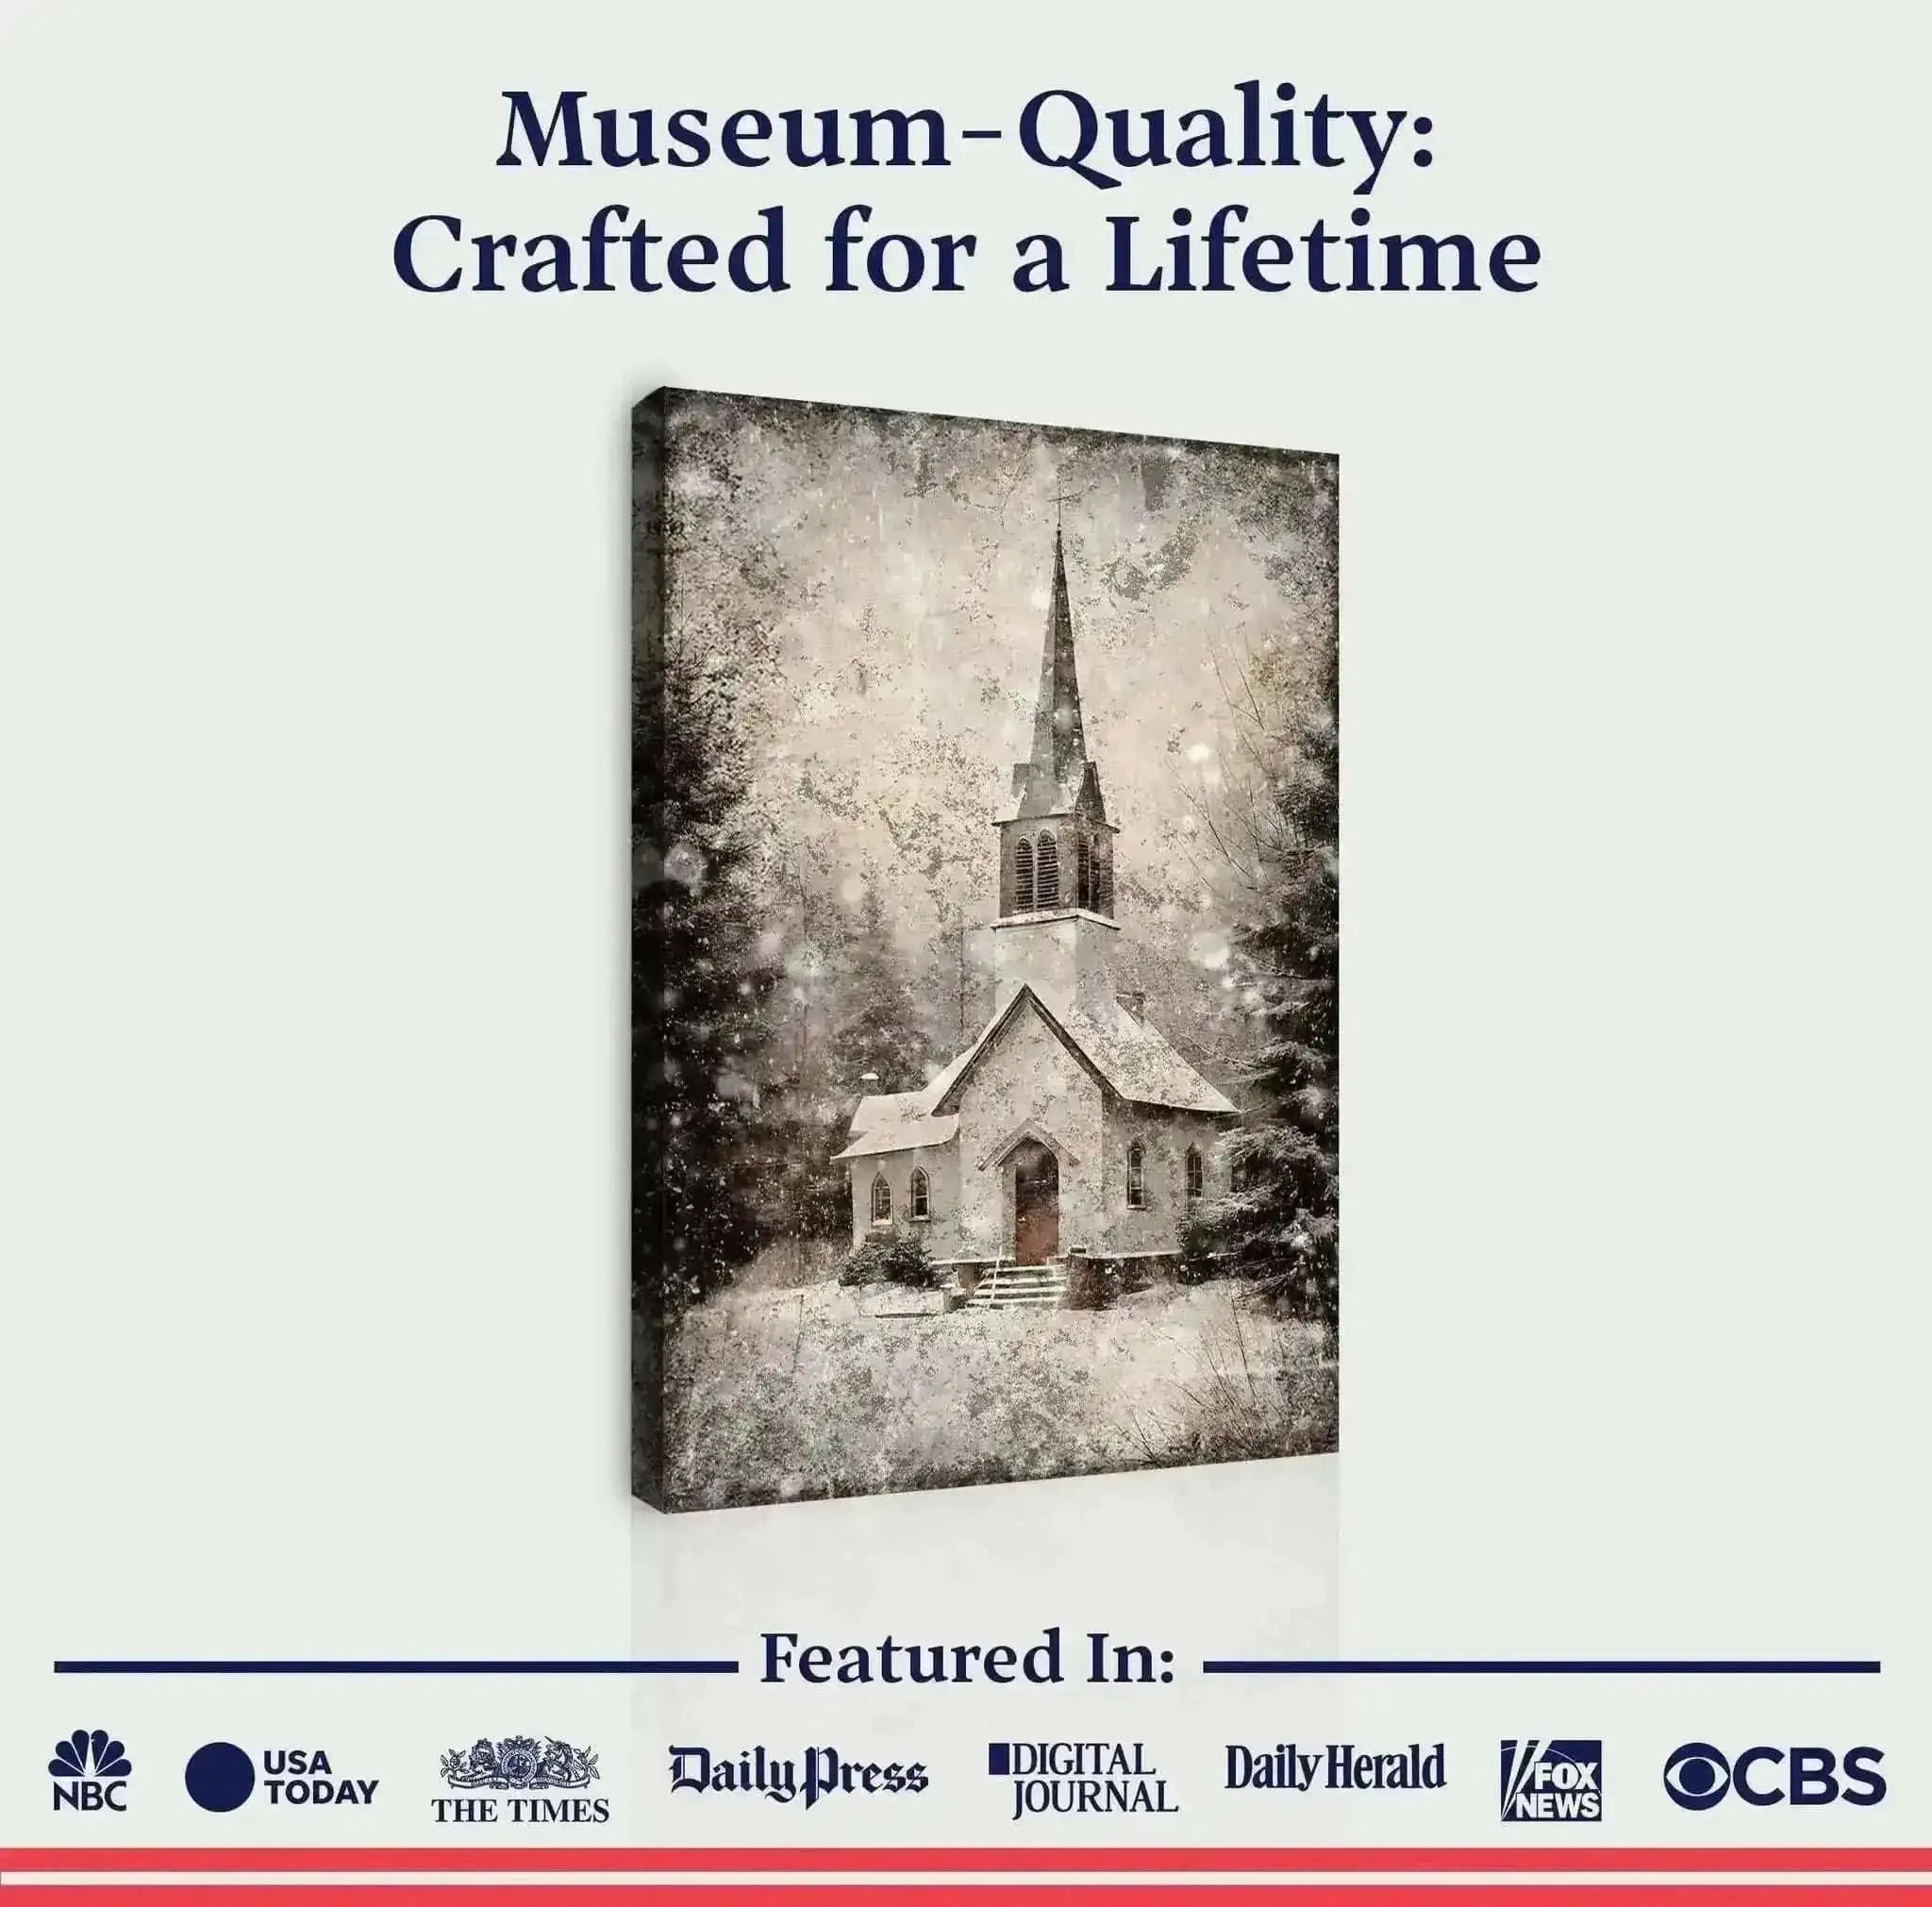 Museum-Quality:
Crafted for a Lifetime
Featured In:
NBC
USA
TODAY
THE TIMES
Daily Press
DIGITAL
JOURNAL
Daily Herald
FOX
NEWS
CBS